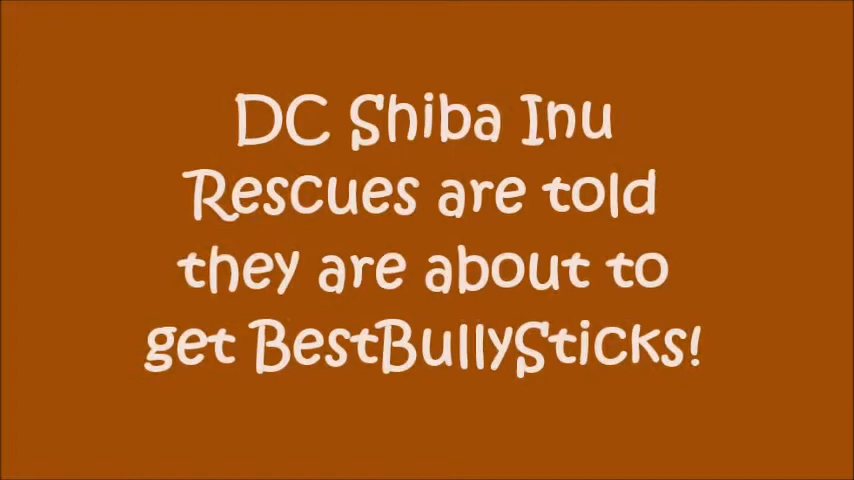 DC Shiba Inu
Rescues are told
they are about to
get BestBullySticks!